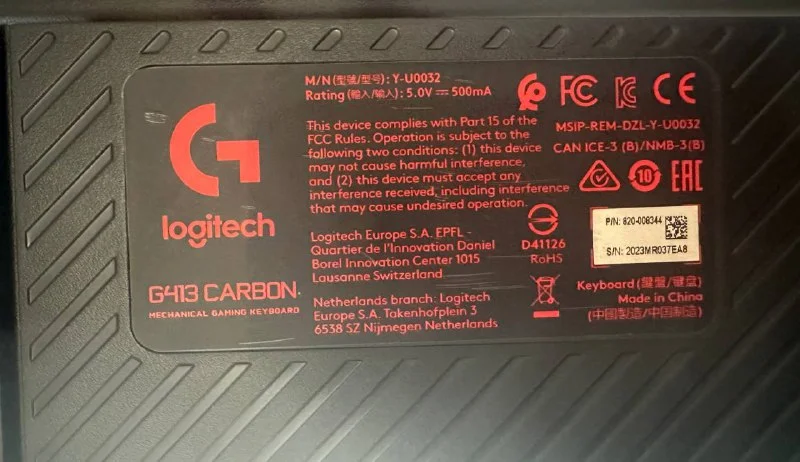 logitech
G413 CARBON
MECHANICAL GAMING KEYBOARD
M/N (型號/型号): Y-U0032
Rating (輸入/输入): 5.0V ⎓ 500mA
This device complies with Part 15 of the
FCC Rules. Operation is subject to the
following two conditions: (1) this device
may not cause harmful interference,
and (2) this device must accept any
interference received, including interference
that may cause undesired operation.
Logitech Europe S.A. EPFL -
Quartier de l'Innovation Daniel
Borel Innovation Center 1015
Lausanne Switzerland
Netherlands branch: Logitech
Europe S.A. Takenhofplein 3
6538 SZ Nijmegen Netherlands
FC CE
MSIP-REM-DZL-Y-U0032
CAN ICE-3 (B)/NMB-3(B)
10 EAC
D41126
RoHS
P/N: 820-008344
S/N: 2023MR037EA8
Keyboard (鍵盤/键盘)
Made in China
(中國製造/中国制造)